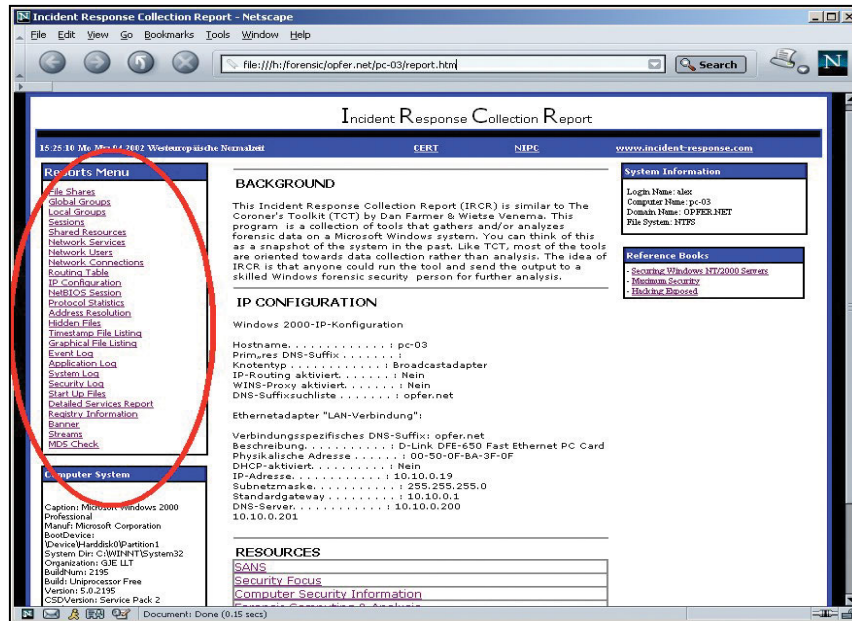 Incident Response Collection Report - Netscape
File Edit View Go Bookmarks Tools Window Help
file:///h:/forensic/opfer.net/pc-03/report.htm
Search
N
Incident Response Collection Report
15:25:10 Mo Mrz 04 2002 Westeuropäische Normalzeit CERT NIPC www.incident-response.com
Reports Menu
File Shares
Global Groups
Local Groups
Sessions
Shared Resources
Network Services
Network Users
Network Connections
Routing Table
IP Configuration
NetBIOS Session
Protocol Statistics
Address Resolution
Hidden Files
Timestamp File Listing
Graphical File Listing
Event Log
Application Log
System Log
Security Log
Start Up Files
Detailed Services Report
Registry Information
Banner
Streams
MD5 Check
Computer System
Caption: Microsoft Windows 2000
Professional
Manuf: Microsoft Corporation
BootDevice:
\Device\Harddisk0\Partition1
System Dir: C:\WINNT\System32
Organization: GJE LLT
BuildNum: 2195
Build: Uniprocessor Free
Version: 5.0.2195
CSDVersion: Service Pack 2
BACKGROUND
This Incident Response Collection Report (IRCR) is similar to The
Coroner's Toolkit (TCT) by Dan Farmer & Wietse Venema. This
program is a collection of tools that gathers and/or analyzes
forensic data on a Microsoft Windows system. You can think of this
as a snapshot of the system in the past. Like TCT, most of the tools
are oriented towards data collection rather than analysis. The idea of
IRCR is that anyone could run the tool and send the output to a
skilled Windows forensic security person for further analysis.
IP CONFIGURATION
Windows 2000-IP-Konfiguration
Hostname. . . . . . . . . . . . . : pc-03
Prim„res DNS-Suffix . . . . . . . :
Knotentyp . . . . . . . . . . . . : Broadcastadapter
IP-Routing aktiviert. . . . . . . : Nein
WINS-Proxy aktiviert. . . . . . . : Nein
DNS-Suffixsuchliste . . . . . . . : opfer.net
Ethernetadapter "LAN-Verbindung":
Verbindungsspezifisches DNS-Suffix: opfer.net
Beschreibung. . . . . . . . . . . : D-Link DFE-650 Fast Ethernet PC Card
Physikalische Adresse . . . . . . : 00-50-0F-BA-3F-0F
DHCP-aktiviert. . . . . . . . . . : Nein
IP-Adresse. . . . . . . . . . . . : 10.10.0.19
Subnetzmaske. . . . . . . . . . . : 255.255.255.0
Standardgateway . . . . . . . . . : 10.10.0.1
DNS-Server. . . . . . . . . . . . : 10.10.0.200
10.10.0.201
RESOURCES
SANS
Security Focus
Computer Security Information
Forensic Computing & Analysis
System Information
Login Name: alex
Computer Name: pc-03
Domain Name: OPFER.NET
File System: NTFS
Reference Books
- Securing Windows NT/2000 Servers
- Maximum Security
- Hacking Exposed
Document: Done (0.15 secs)